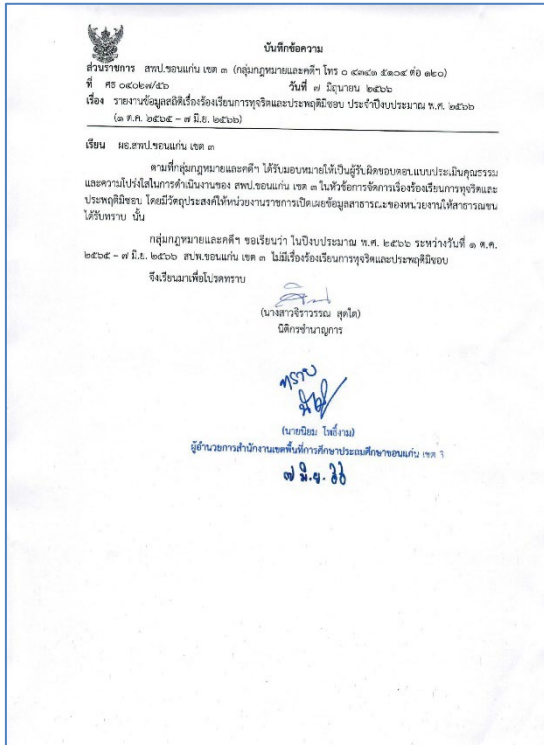 บันทึกข้อความ
ส่วนราชการ สพป.ขอนแก่น เขต ๓ (กลุ่มกฎหมายและคดีฯ โทร ๐ ๔๓๔๑ ๕๑๐๔ ต่อ ๑๒๐)
ที่ ศธ ๐๔๐๒๗/๕๖ วันที่ ๗ มิถุนายน ๒๕๖๖
เรื่อง รายงานข้อมูลสถิติเรื่องร้องเรียนการทุจริตและประพฤติมิชอบ ประจำปีงบประมาณ พ.ศ. ๒๕๖๖
(๑ ต.ค. ๒๕๖๕ – ๗ มิ.ย. ๒๕๖๖)
เรียน ผอ.สพป.ขอนแก่น เขต ๓
ตามที่กลุ่มกฎหมายและคดีฯ ได้รับมอบหมายให้เป็นผู้รับผิดชอบตอบแบบประเมินคุณธรรม
และความโปร่งใสในการดำเนินงานของ สพป.ขอนแก่น เขต ๓ ในหัวข้อการจัดการเรื่องร้องเรียนการทุจริตและ
ประพฤติมิชอบ โดยมีวัตถุประสงค์ให้หน่วยงานราชการเปิดเผยข้อมูลสาธารณะของหน่วยงานให้สาธารณชน
ได้รับทราบ นั้น
กลุ่มกฎหมายและคดีฯ ขอเรียนว่า ในปีงบประมาณ พ.ศ. ๒๕๖๖ ระหว่างวันที่ ๑ ต.ค.
๒๕๖๕ – ๗ มิ.ย. ๒๕๖๖ สปพ.ขอนแก่น เขต ๓ ไม่มีเรื่องร้องเรียนการทุจริตและประพฤติมิชอบ
จึงเรียนมาเพื่อโปรดทราบ
(นางสาวจิราวรรณ สุดใต)
นิติกรชำนาญการ
ทราบ
(นายนิยม โพธิ์งาม)
ผู้อำนวยการสำนักงานเขตพื้นที่การศึกษาประถมศึกษาขอนแก่น เขต 3
๗ มิ.ย. ๖๖